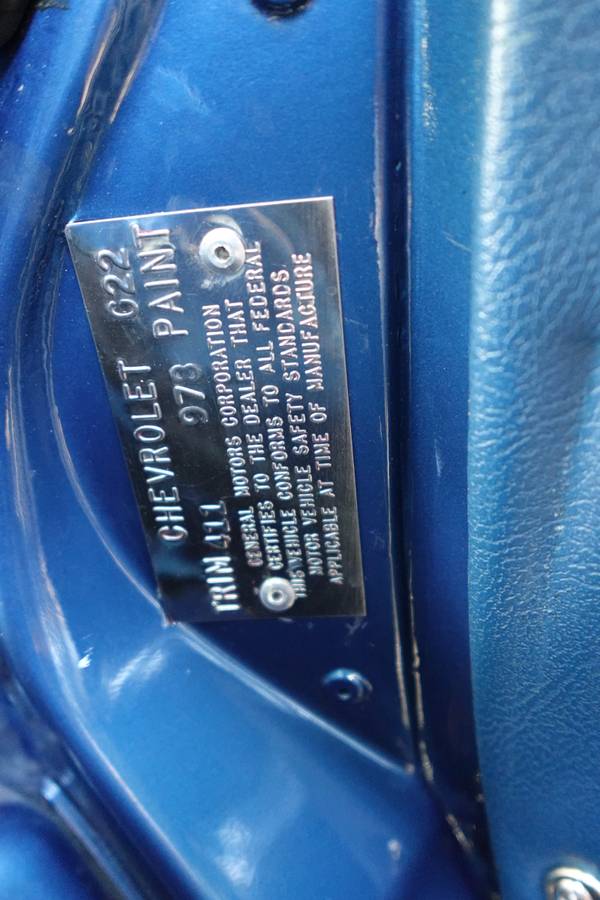 CHEVROLET G22
TRIM 411 973 PAINT
GENERAL MOTORS CORPORATION
CERTIFIES TO THE DEALER THAT
THIS VEHICLE CONFORMS TO ALL FEDERAL
MOTOR VEHICLE SAFETY STANDARDS
APPLICABLE AT TIME OF MANUFACTURE